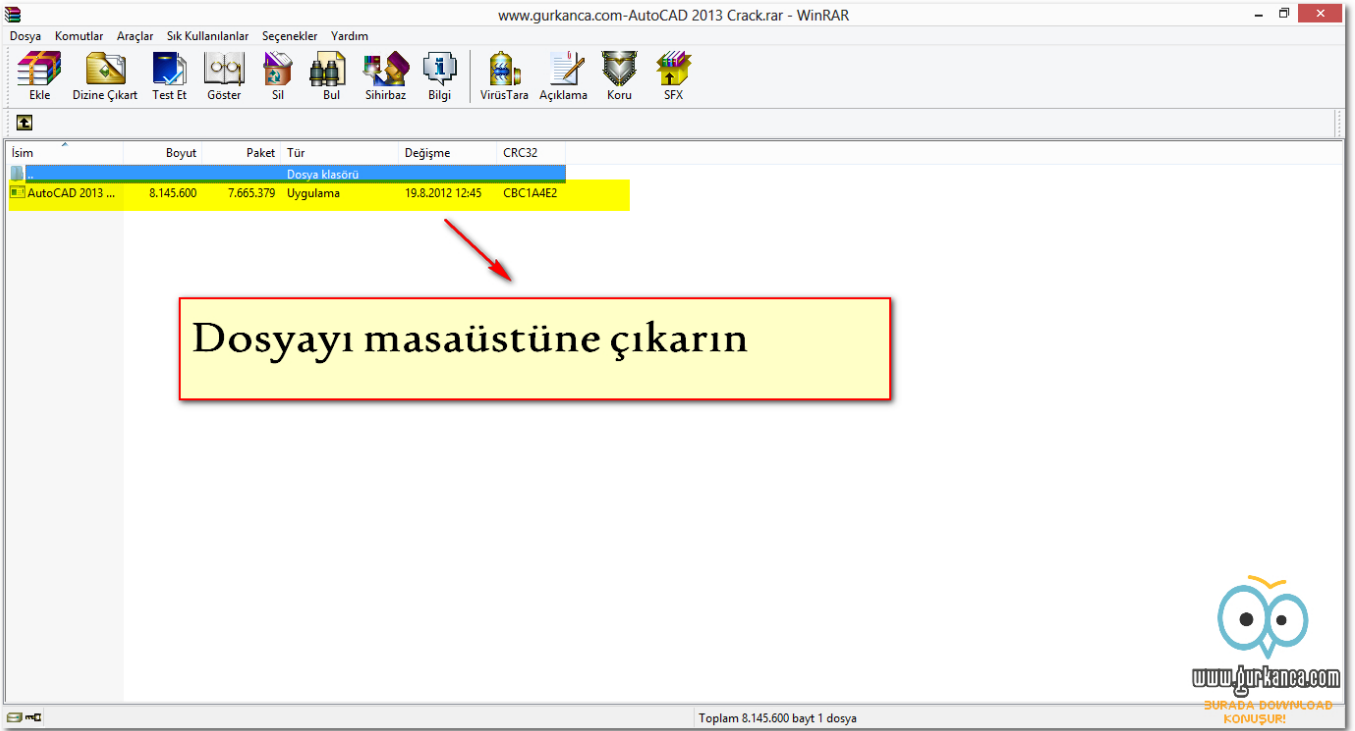 www.gurkanca.com-AutoCAD 2013 Crack.rar - WinRAR
Dosya Komutlar Araçlar Sık Kullanılanlar Seçenekler Yardım
Ekle Dizine Çıkart Test Et Göster Sil Bul Sihirbaz Bilgi VirüsTara Açıklama Koru SFX
İsim Boyut Paket Tür Değişme CRC32
.. Dosya klasörü
AutoCAD 2013 ... 8.145.600 7.665.379 Uygulama 19.8.2012 12:45 CBC1A4E2
Dosyayı masaüstüne çıkarın
www.gurkanca.com
BURADA DOWNLOAD
KONUŞUR!
Toplam 8.145.600 bayt 1 dosya